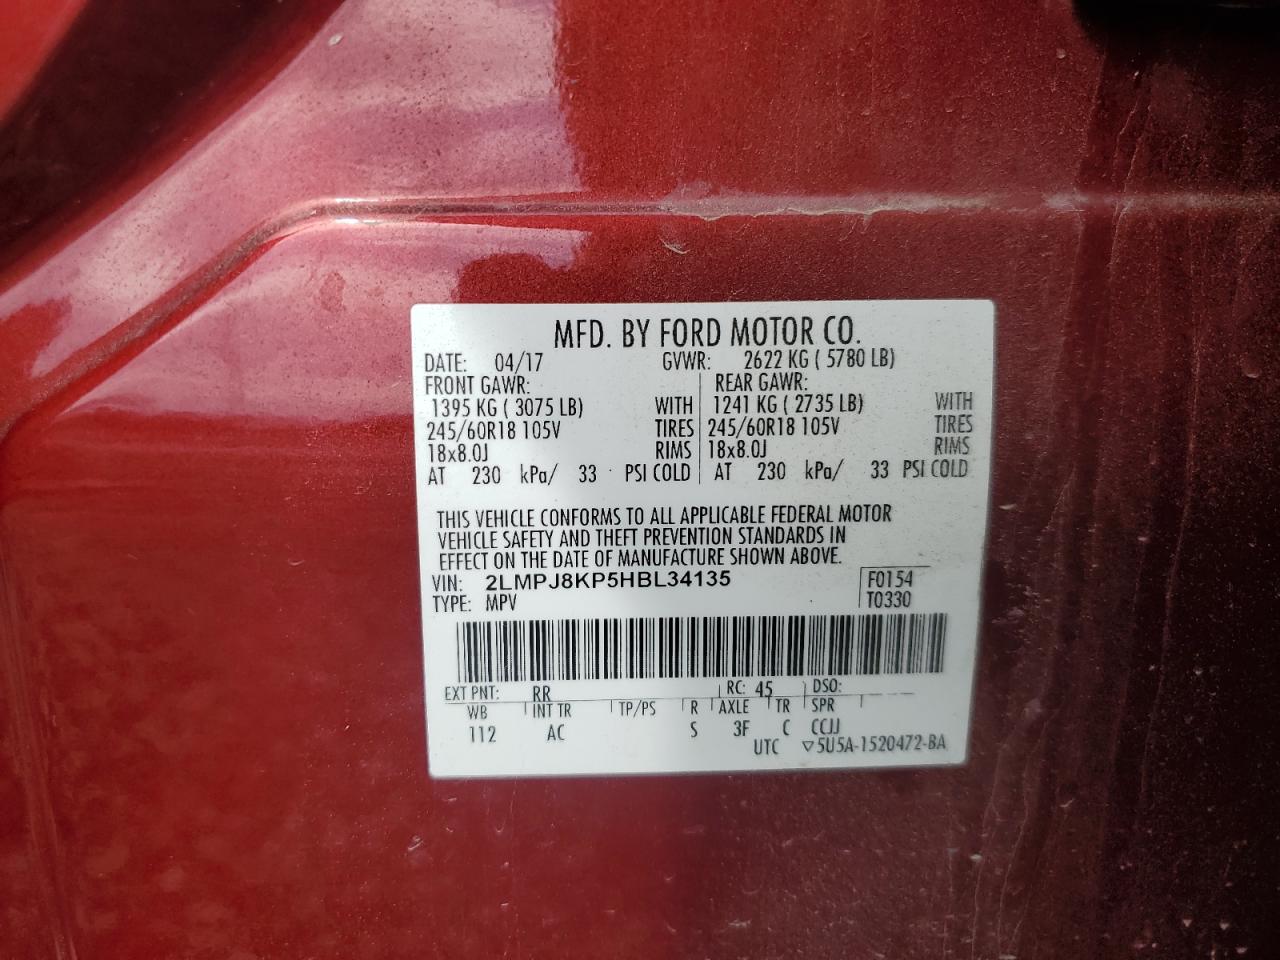 MFD. BY FORD MOTOR CO.
DATE: 04/17 GVWR: 2622 KG ( 5780 LB)
FRONT GAWR: REAR GAWR:
1395 KG ( 3075 LB) WITH 1241 KG ( 2735 LB) WITH
245/60R18 105V TIRES 245/60R18 105V TIRES
18x8.0J RIMS 18x8.0J RIMS
AT 230 kPa/ 33 PSI COLD AT 230 kPa/ 33 PSI COLD
THIS VEHICLE CONFORMS TO ALL APPLICABLE FEDERAL MOTOR
VEHICLE SAFETY AND THEFT PREVENTION STANDARDS IN
EFFECT ON THE DATE OF MANUFACTURE SHOWN ABOVE.
VIN: 2LMPJ8KP5HBL34135 F0154
TYPE: MPV T0330
EXT PNT: RR RC: 45 DSO:
WB INT TR TP/PS R AXLE TR SPR
112 AC S 3F C CCJJ
UTC ▽5U5A-1520472-BA